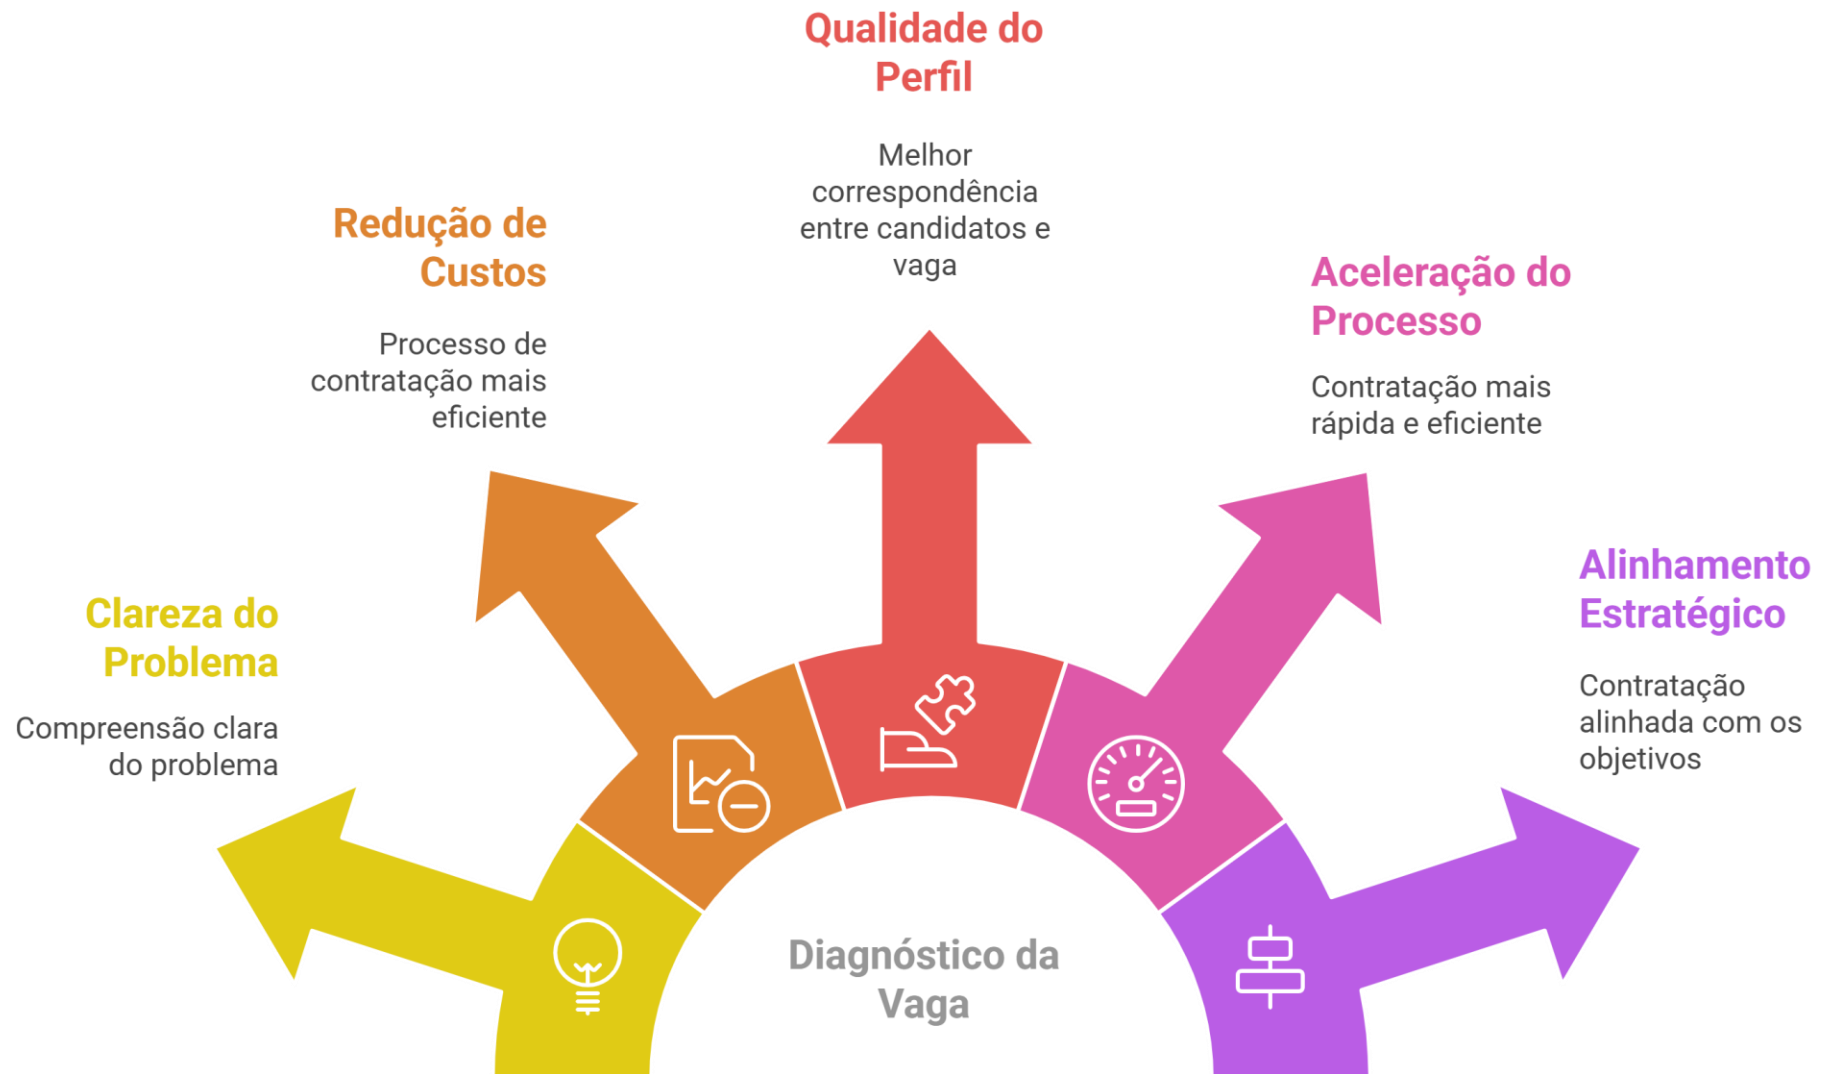 Qualidade do
Perfil
Melhor
correspondência
entre candidatos e
vaga
Redução de
Custos
Processo de
contratação mais
eficiente
Aceleração do
Processo
Contratação mais
rápida e eficiente
Clareza do
Problema
Compreensão clara
do problema
Alinhamento
Estratégico
Contratação
alinhada com os
objetivos
Diagnóstico da
Vaga